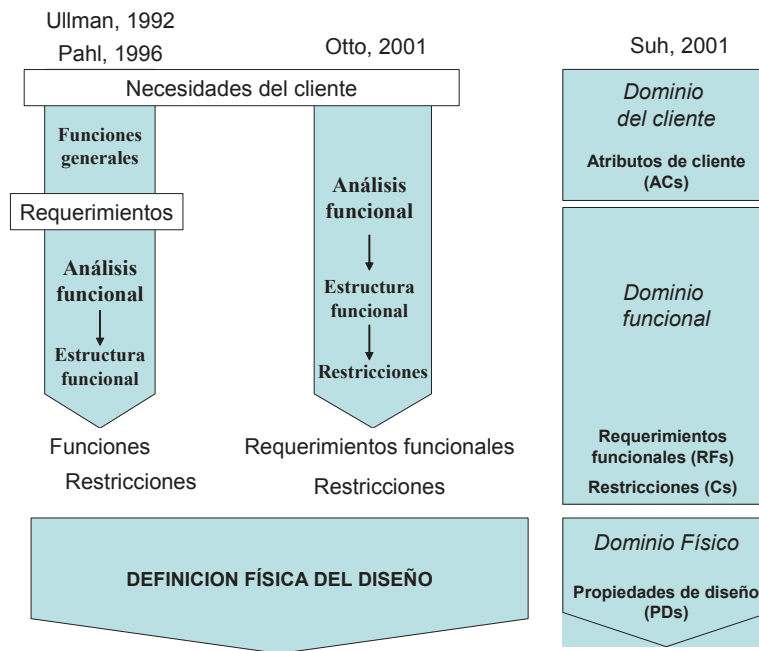 Ullman, 1992
Pahl, 1996
Otto, 2001
Suh, 2001
Necesidades del cliente
Funciones
generales
Requerimientos
Análisis
funcional
Estructura
funcional
Funciones
Restricciones
Análisis
funcional
Estructura
funcional
Restricciones
Requerimientos funcionales
Restricciones
DEFINICION FÍSICA DEL DISEÑO
Dominio
del cliente
Atributos de cliente
(ACs)
Dominio
funcional
Requerimientos
funcionales (RFs)
Restricciones (Cs)
Dominio Físico
Propiedades de diseño
(PDs)